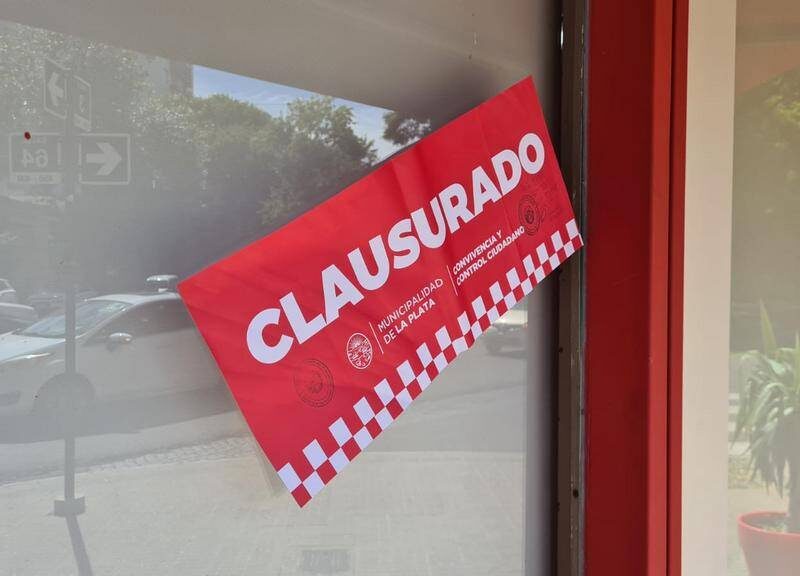 CLAUSURADO
MUNICIPALIDAD
DE LA PLATA
CONVIVENCIA Y
CONTROL CIUDADANO
64